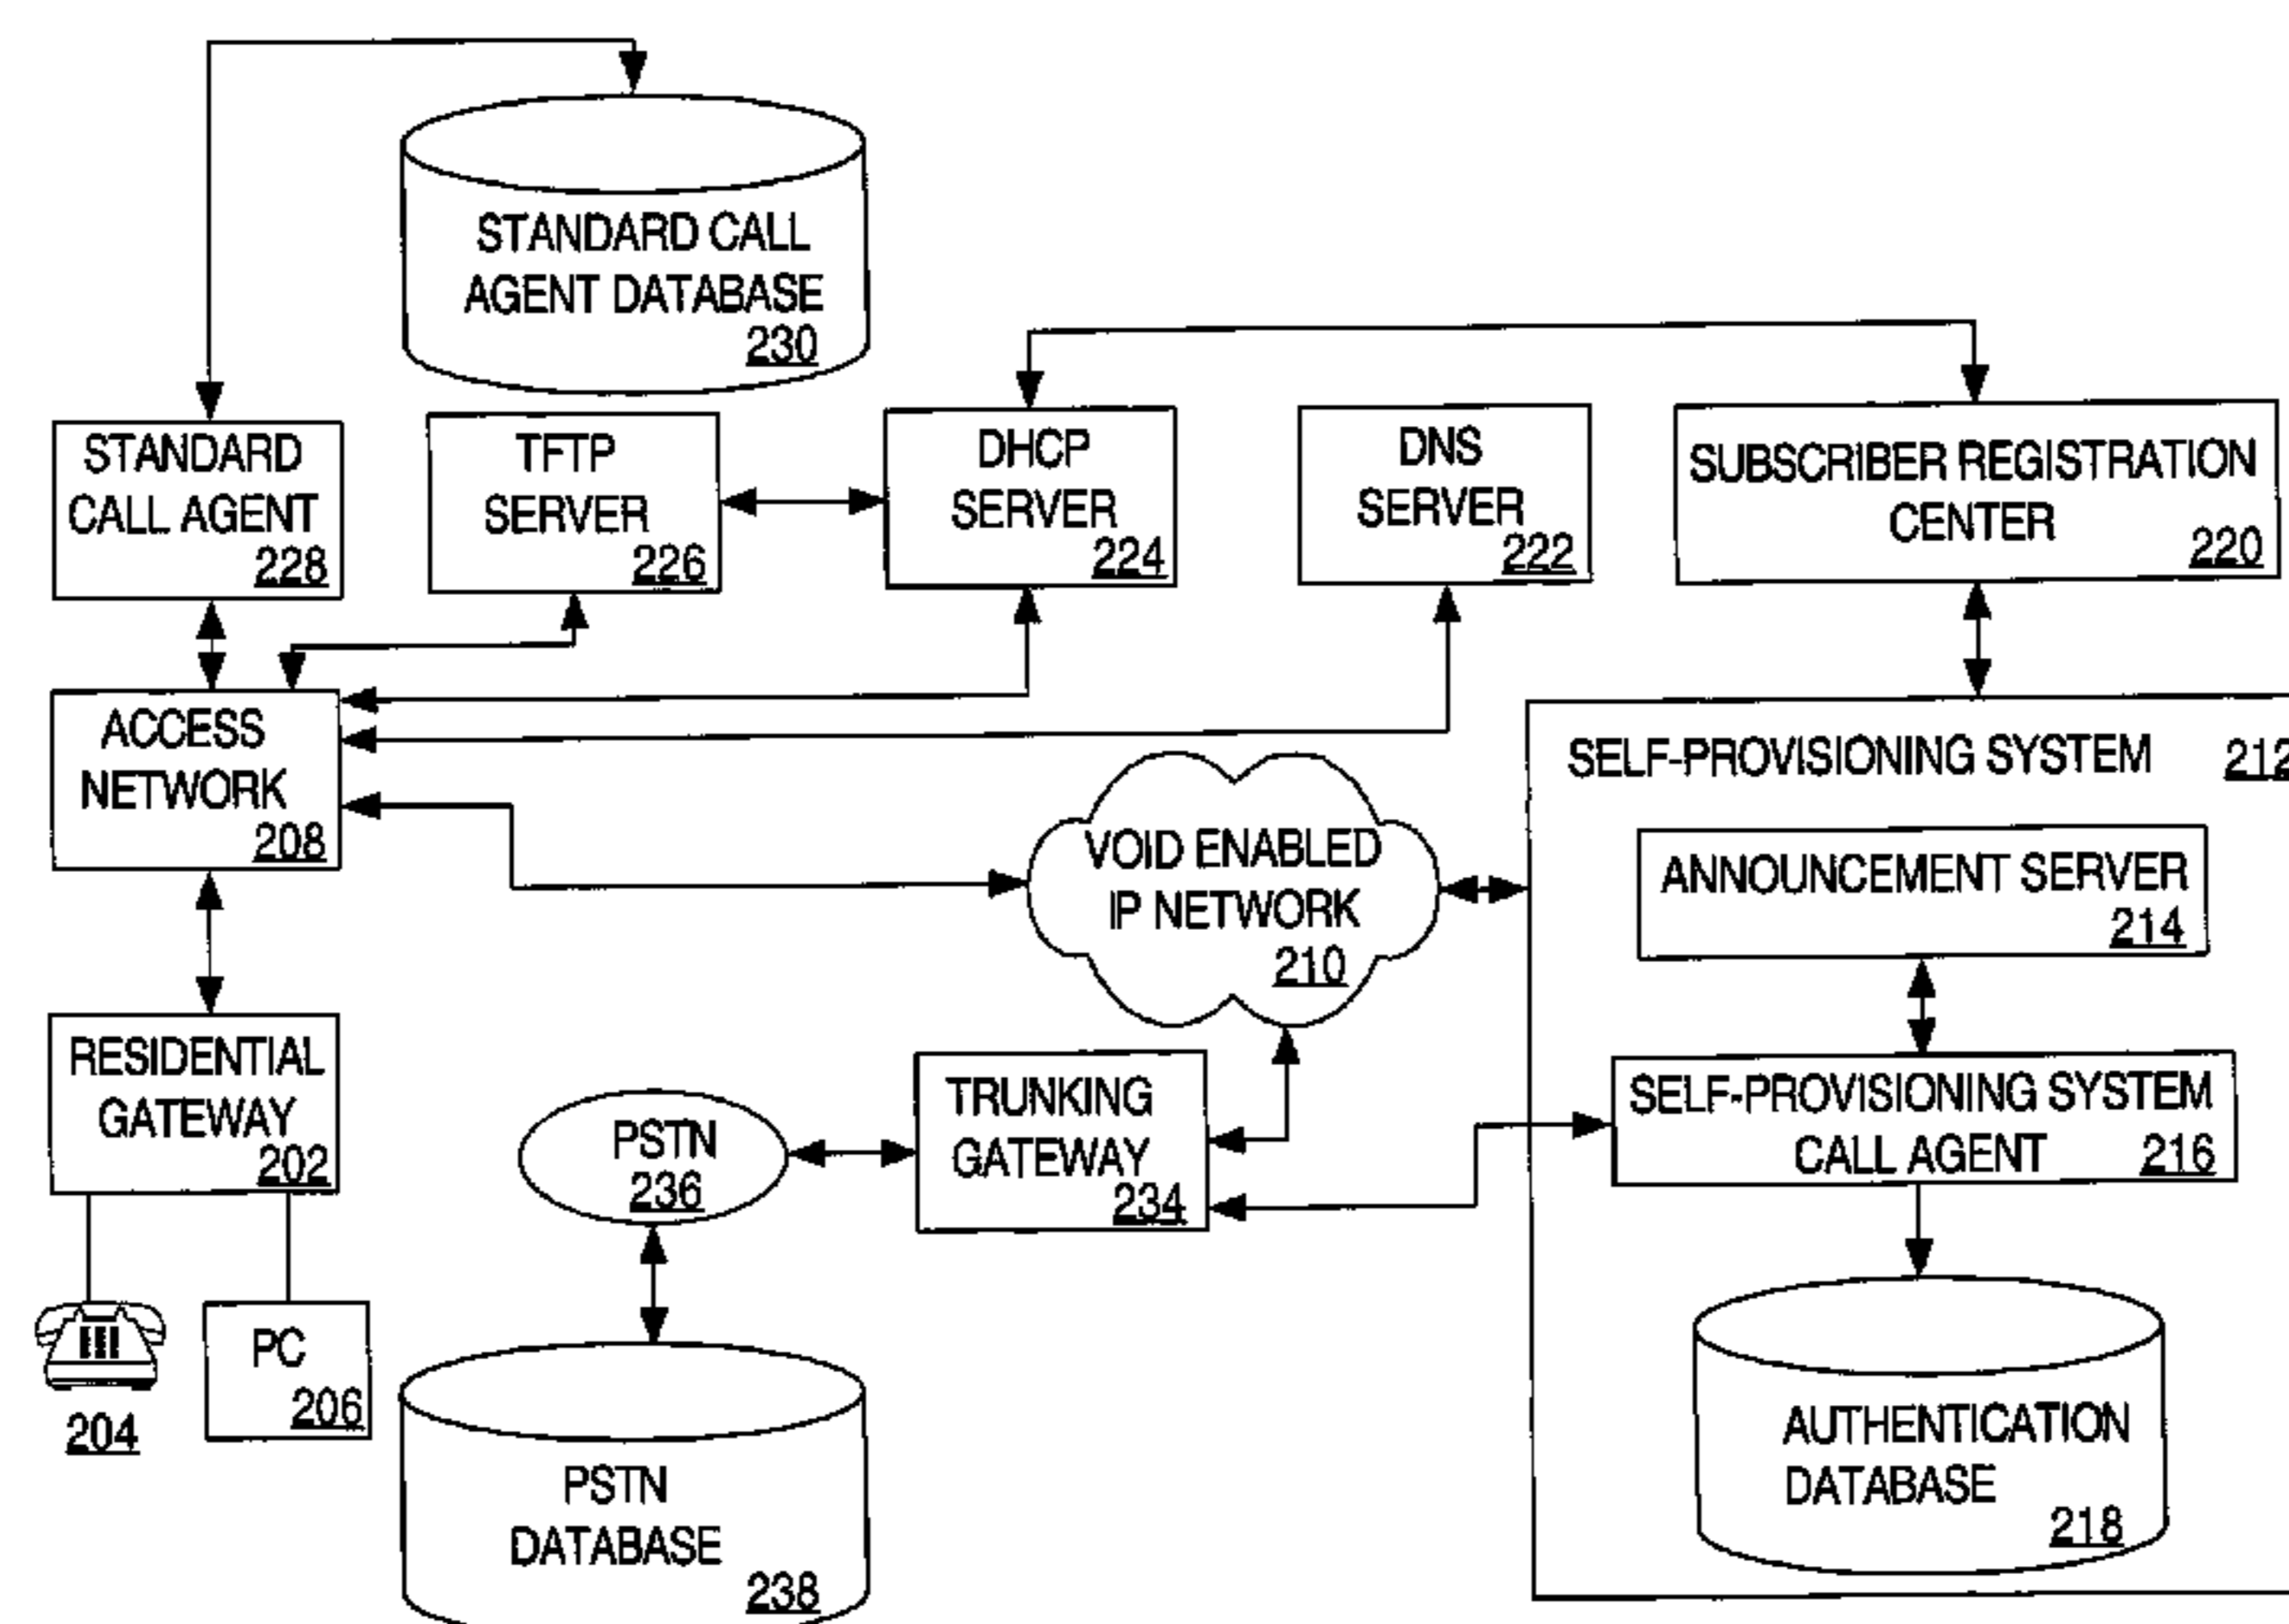 STANDARD CALL
AGENT DATABASE
230
STANDARD
CALL AGENT
228
TFTP
SERVER
226
DHCP
SERVER
224
DNS
SERVER
222
SUBSCRIBER REGISTRATION
CENTER
220
ACCESS
NETWORK
208
VOID ENABLED
IP NETWORK
210
SELF-PROVISIONING SYSTEM 212
ANNOUNCEMENT SERVER
214
RESIDENTIAL
GATEWAY
202
PSTN
236
TRUNKING
GATEWAY
234
SELF-PROVISIONING SYSTEM
CALL AGENT 216
204
PC
206
PSTN
DATABASE
238
AUTHENTICATION
DATABASE
218